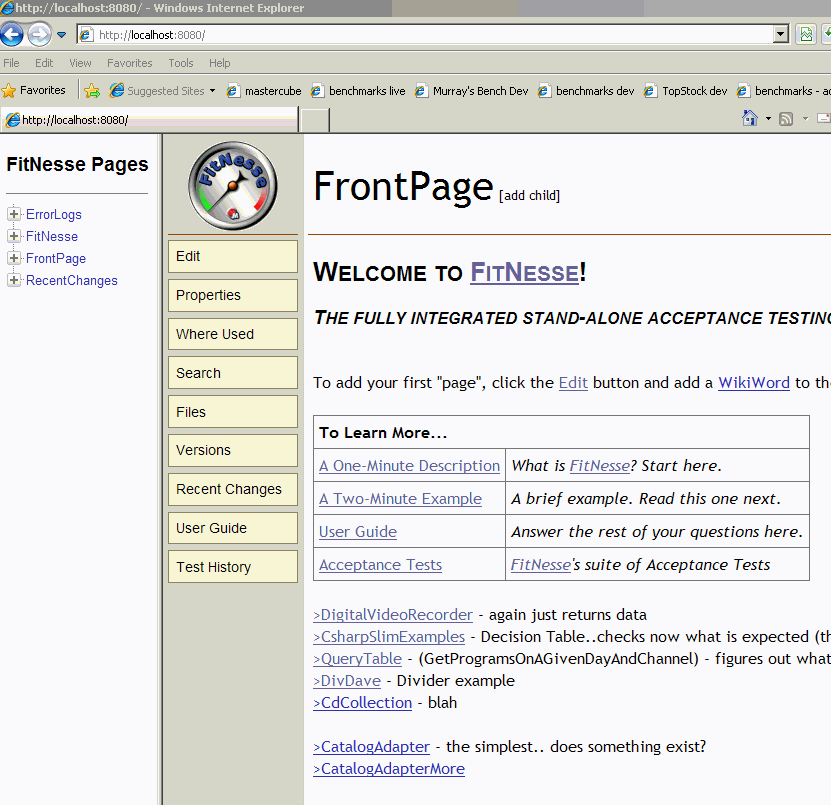 http://localhost:8080/ - Windows Internet Explorer
http://localhost:8080/
File Edit View Favorites Tools Help
Favorites Suggested Sites mastercube benchmarks live Murray's Bench Dev benchmarks dev TopStock dev benchmarks - ac
http://localhost:8080/
FitNesse Pages
ErrorLogs
FitNesse
FrontPage
RecentChanges
FitNesse
Edit
Properties
Where Used
Search
Files
Versions
Recent Changes
User Guide
Test History
FrontPage [add child]
WELCOME TO FITNESSE!
THE FULLY INTEGRATED STAND-ALONE ACCEPTANCE TESTING
To add your first "page", click the Edit button and add a WikiWord to the
To Learn More...
A One-Minute Description What is FitNesse? Start here.
A Two-Minute Example A brief example. Read this one next.
User Guide Answer the rest of your questions here.
Acceptance Tests FitNesse's suite of Acceptance Tests
>DigitalVideoRecorder - again just returns data
>CsharpSlimExamples - Decision Table..checks now what is expected (th
>QueryTable - (GetProgramsOnAGivenDayAndChannel) - figures out what
>DivDave - Divider example
>CdCollection - blah
>CatalogAdapter - the simplest.. does something exist?
>CatalogAdapterMore